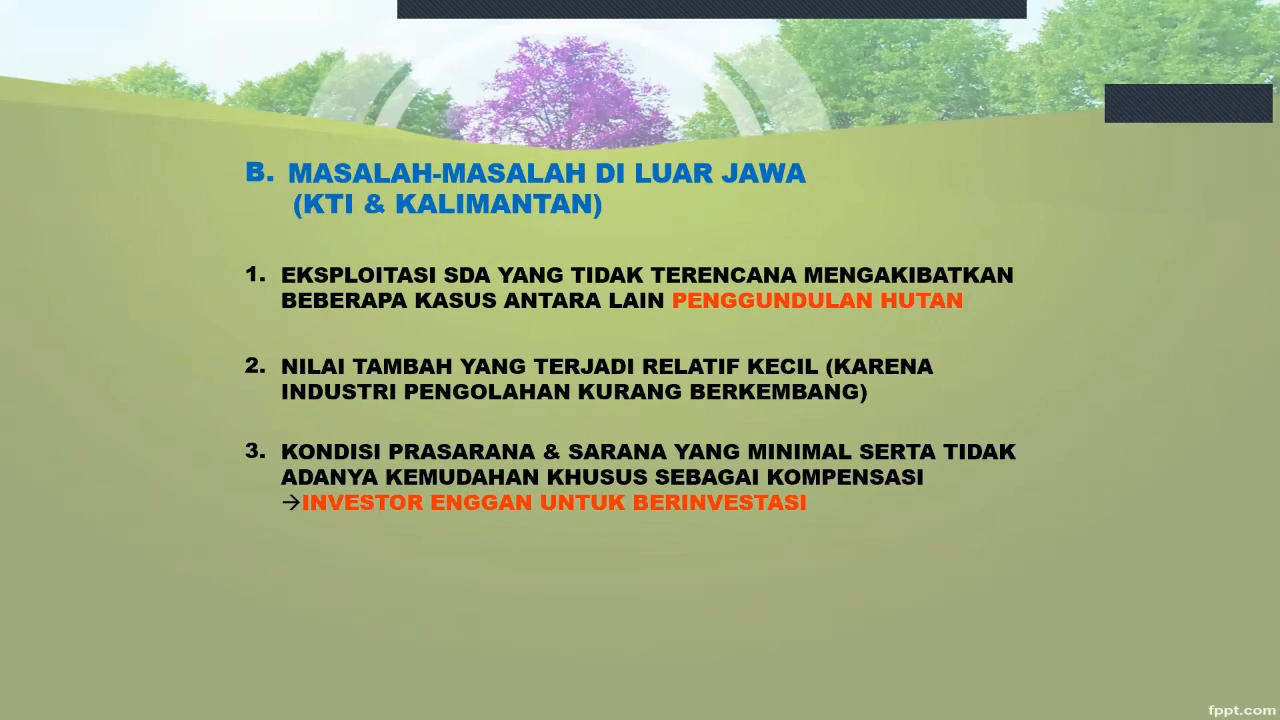 B. MASALAH-MASALAH DI LUAR JAWA
(KTI & KALIMANTAN)
1. EKSPLOITASI SDA YANG TIDAK TERENCANA MENGAKIBATKAN
BEBERAPA KASUS ANTARA LAIN PENGGUNDULAN HUTAN
2. NILAI TAMBAH YANG TERJADI RELATIF KECIL (KARENA
INDUSTRI PENGOLAHAN KURANG BERKEMBANG)
3. KONDISI PRASARANA & SARANA YANG MINIMAL SERTA TIDAK
ADANYA KEMUDAHAN KHUSUS SEBAGAI KOMPENSASI
→INVESTOR ENGGAN UNTUK BERINVESTASI
fppt.com